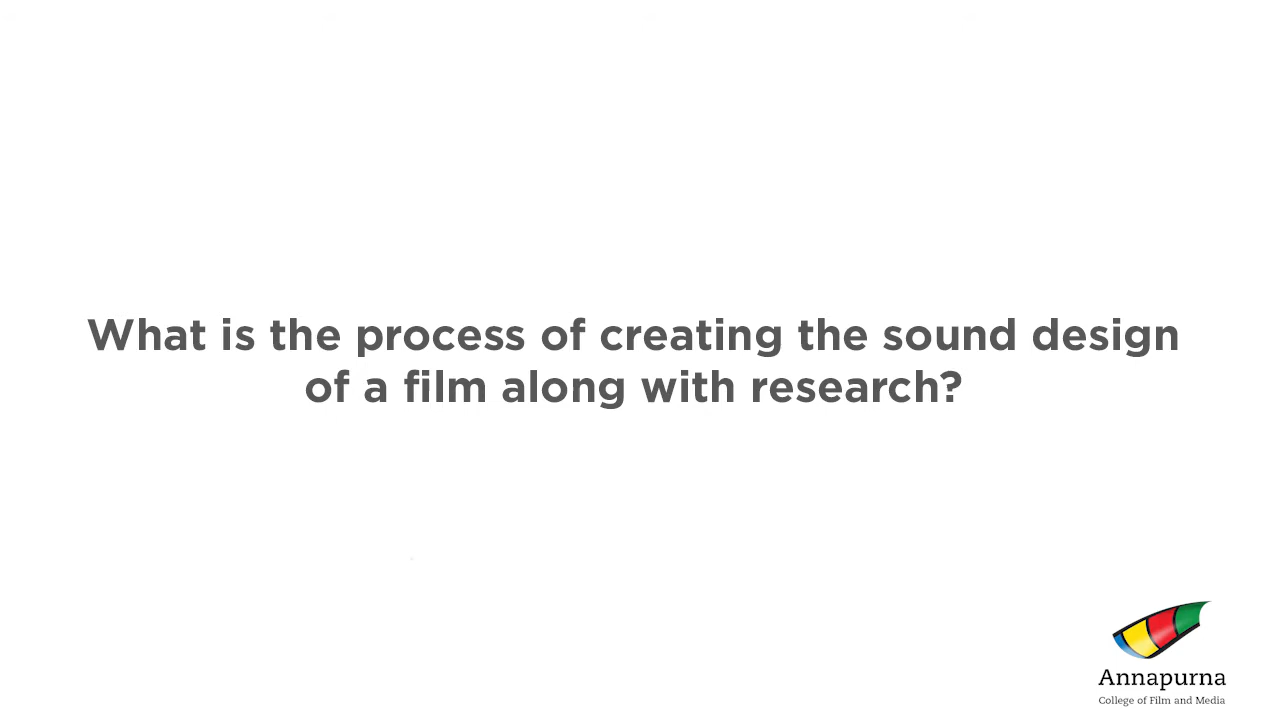 What is the process of creating the sound design
of a film along with research?
Annapurna
College of Film and Media